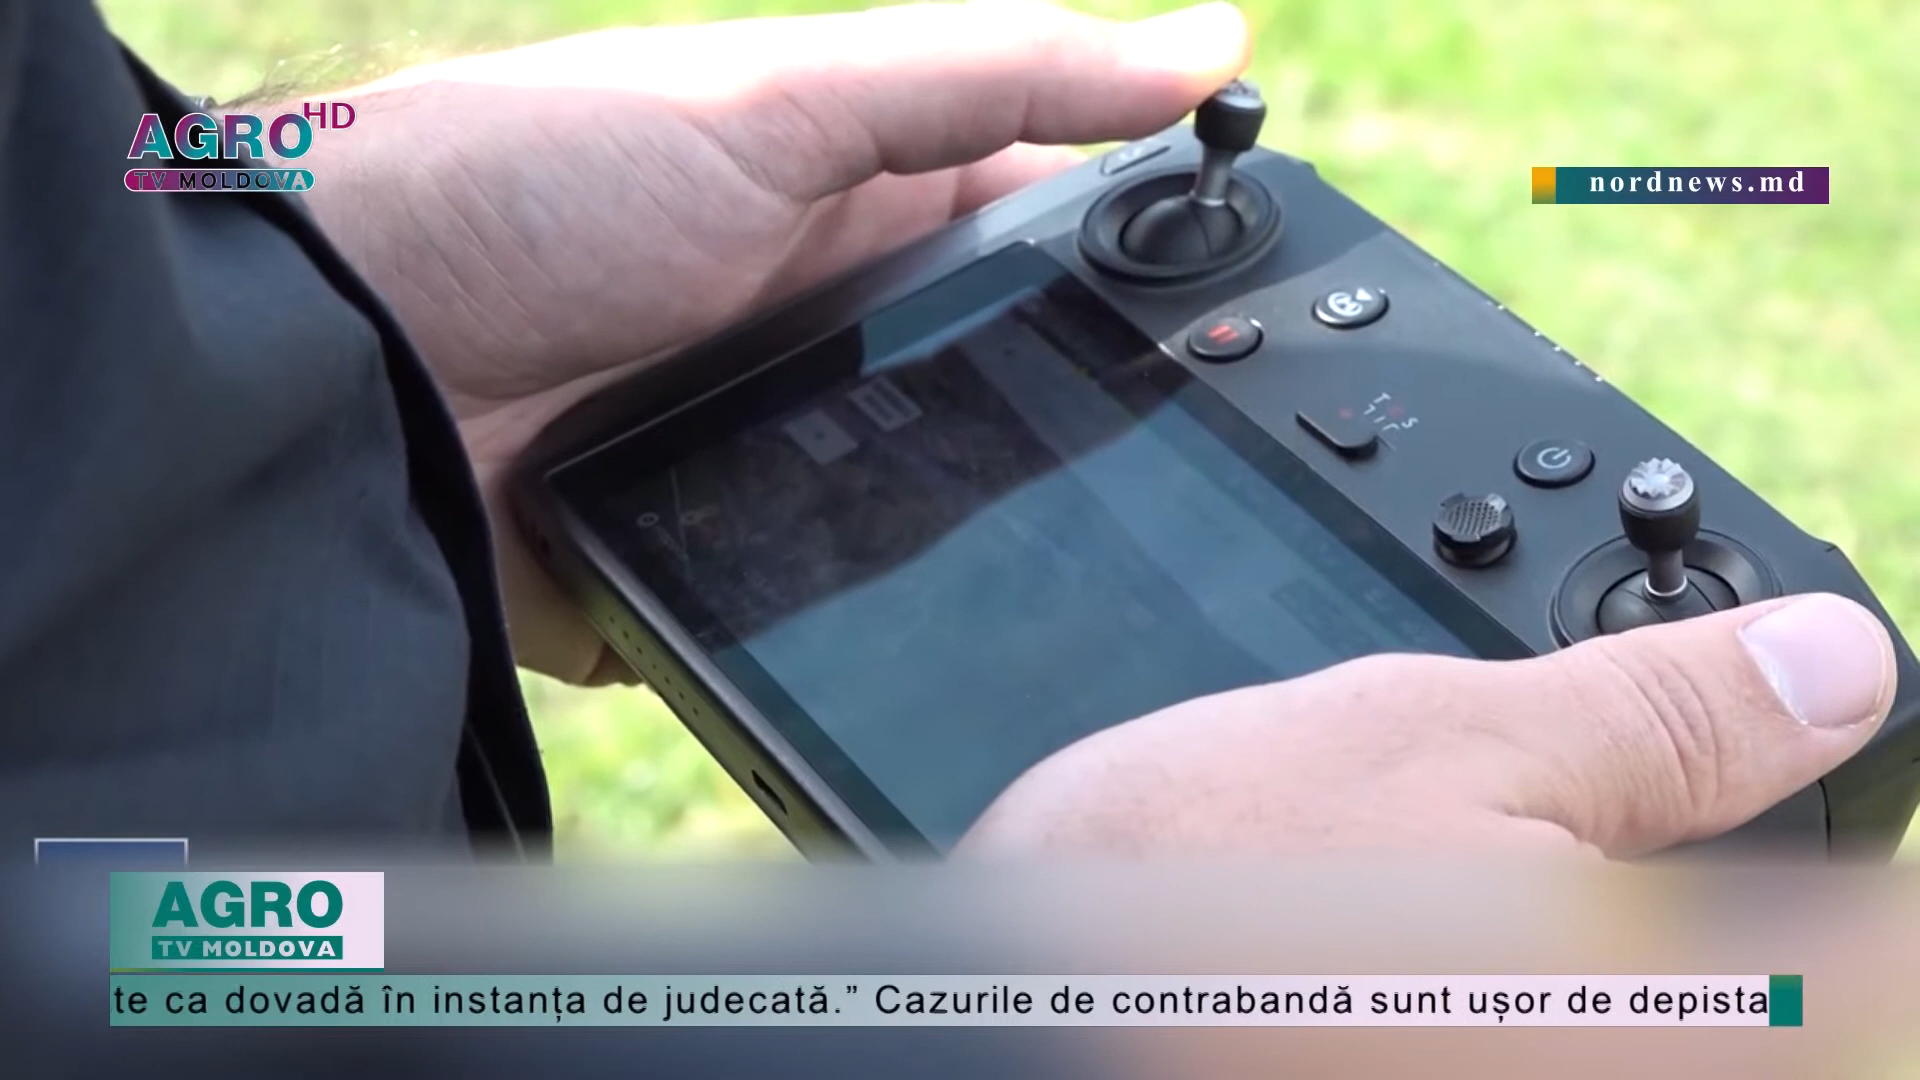 AGRO HD
TV MOLDOVA
nordnews.md
AGRO
TV MOLDOVA
te ca dovadă în instanța de judecată.” Cazurile de contrabandă sunt ușor de depista